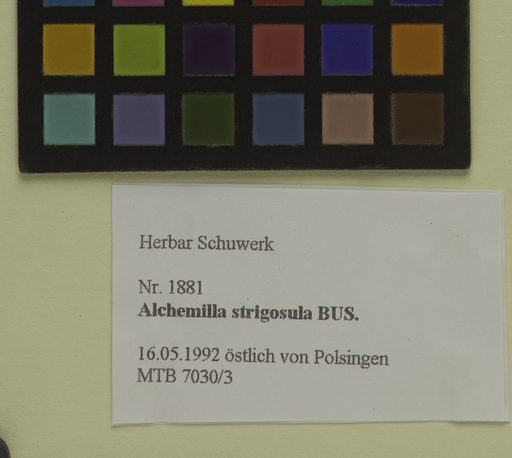 Herbar Schuwerk
Nr. 1881
Alchemilla strigosula BUS.
16.05.1992 östlich von Polsingen
MTB 7030/3